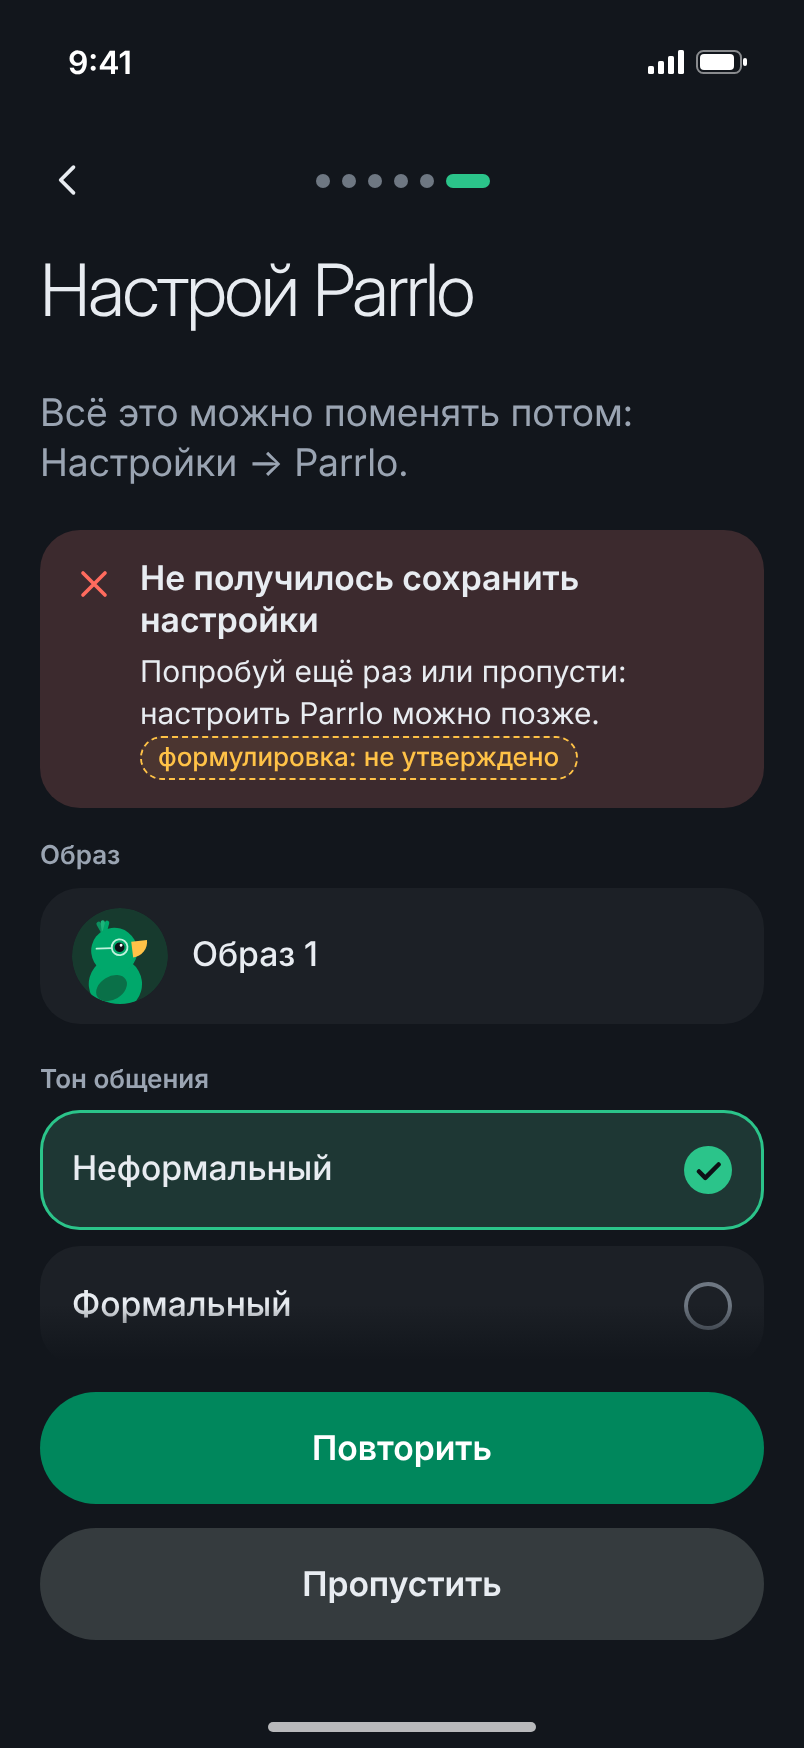 9:41
Настрой Parrlo
Всё это можно поменять потом:
Настройки → Parrlo.
Не получилось сохранить
настройки
Попробуй ещё раз или пропусти:
настроить Parrlo можно позже.
формулировка: не утверждено
Образ
Образ 1
Тон общения
Неформальный
Формальный
Повторить
Пропустить